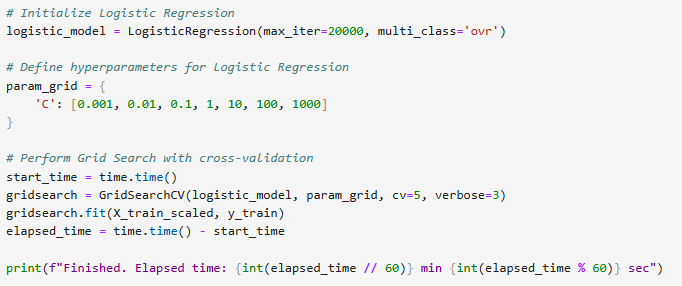 # Initialize Logistic Regression
logistic_model = LogisticRegression(max_iter=20000, multi_class='ovr')

# Define hyperparameters for Logistic Regression
param_grid = {
    'C': [0.001, 0.01, 0.1, 1, 10, 100, 1000]
}

# Perform Grid Search with cross-validation
start_time = time.time()
gridsearch = GridSearchCV(logistic_model, param_grid, cv=5, verbose=3)
gridsearch.fit(X_train_scaled, y_train)
elapsed_time = time.time() - start_time

print(f"Finished. Elapsed time: {int(elapsed_time // 60)} min {int(elapsed_time % 60)} sec")